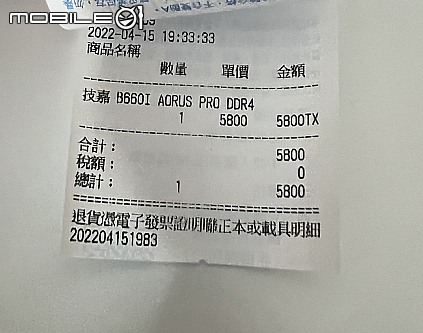 MOBILE01
2022-04-15 19:33:33
商品名稱
數量 單價 金額
技嘉 B660I AORUS PRO DDR4
1 5800 5800TX
合計： 5800
稅額： 0
總計： 1 5800
退貨憑電子發票證明聯正本或載具明細
202204151983